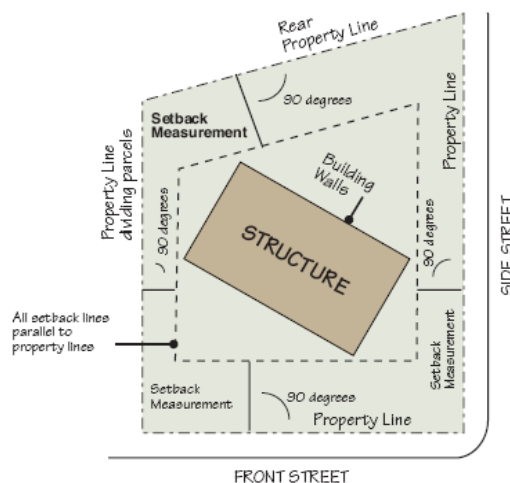 Rear
Property Line
90 degrees
Setback
Measurement
Property Line
dividing parcels
Property Line
Building
Walls
90 degrees
STRUCTURE
90 degrees
SIDE STREET
All setback lines
parallel to
property lines
Setback
Measurement
Setback
Measurement
90 degrees
Property Line
FRONT STREET